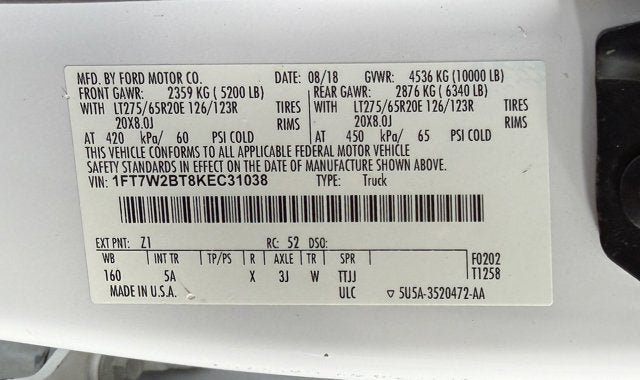 MFD. BY FORD MOTOR CO. DATE: 08/18 GVWR: 4536 KG (10000 LB)
FRONT GAWR: 2359 KG ( 5200 LB) REAR GAWR: 2876 KG ( 6340 LB)
WITH LT275/65R20E 126/123R TIRES WITH LT275/65R20E 126/123R TIRES
20X8.0J RIMS 20X8.0J RIMS
AT 420 kPa/ 60 PSI COLD AT 450 kPa/ 65 PSI COLD
THIS VEHICLE CONFORMS TO ALL APPLICABLE FEDERAL MOTOR VEHICLE
SAFETY STANDARDS IN EFFECT ON THE DATE OF MANUFACTURE SHOWN ABOVE.
VIN: 1FT7W2BT8KEC31038 TYPE: Truck
EXT PNT: Z1 RC: 52 DSO:
WB INT TR TP/PS R AXLE TR SPR F0202
160 5A X 3J W TTJJ T1258
MADE IN U.S.A. ULC ▽ 5U5A-3520472-AA